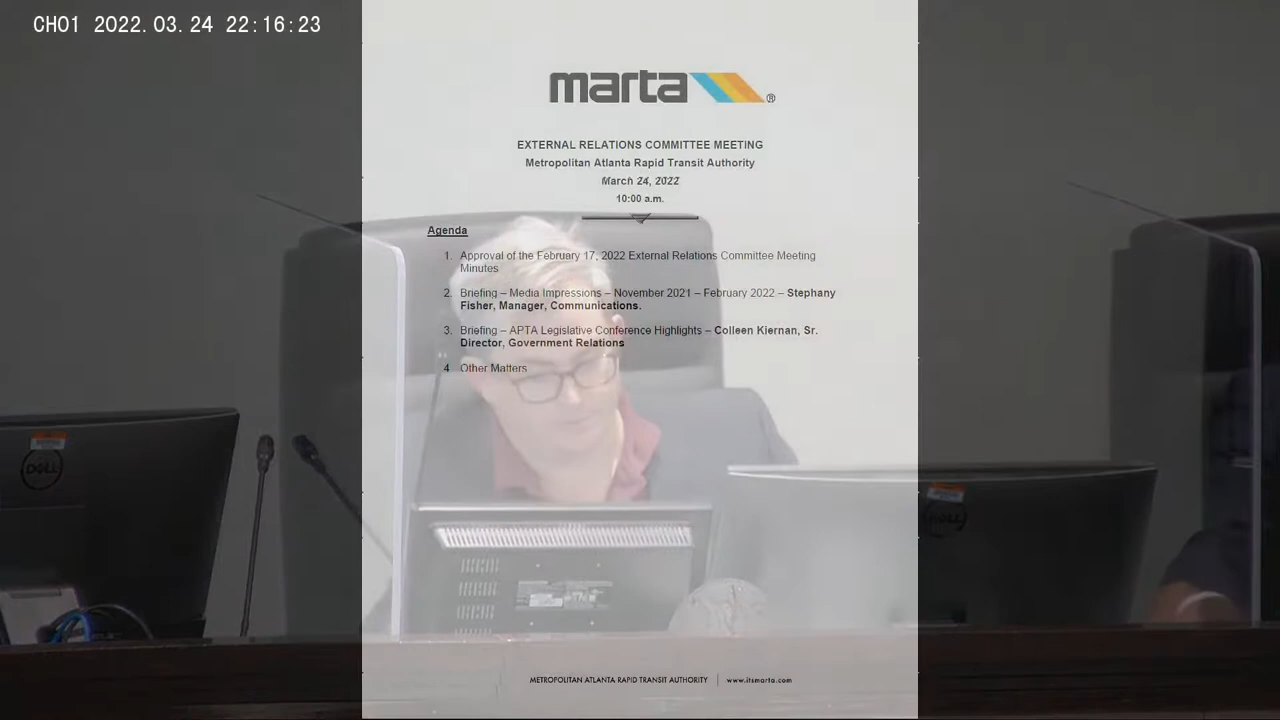 CH01 2022.03.24 22:16:23
marta ®
EXTERNAL RELATIONS COMMITTEE MEETING
Metropolitan Atlanta Rapid Transit Authority
March 24, 2022
10:00 a.m.
Agenda
1. Approval of the February 17, 2022 External Relations Committee Meeting
Minutes
2. Briefing – Media Impressions – November 2021 – February 2022 – Stephany
Fisher, Manager, Communications.
3. Briefing – APTA Legislative Conference Highlights – Colleen Kiernan, Sr.
Director, Government Relations
4. Other Matters
DELL
DELL
METROPOLITAN ATLANTA RAPID TRANSIT AUTHORITY | www.itsmarta.com